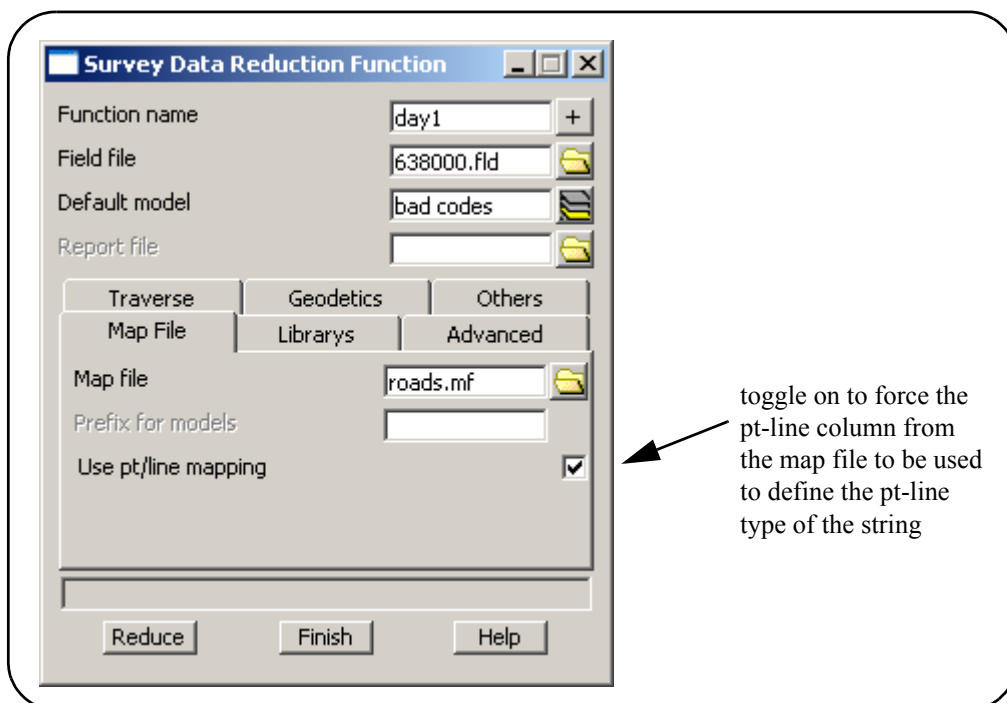 Survey Data Reduction Function
Function name
day1
+
Field file
638000.fld
Default model
bad codes
Report file
Traverse
Geodetics
Others
Map File
Librarys
Advanced
Map file
roads.mf
Prefix for models
Use pt/line mapping
Reduce
Finish
Help
toggle on to force the
pt-line column from
the map file to be used
to define the pt-line
type of the string